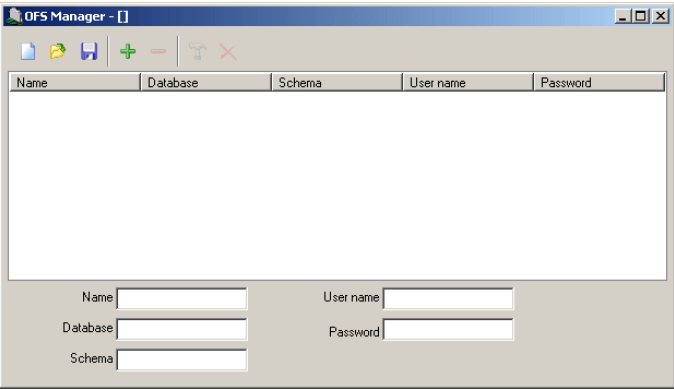 OFS Manager - []
Name Database Schema User name Password
Name User name
Database Password
Schema